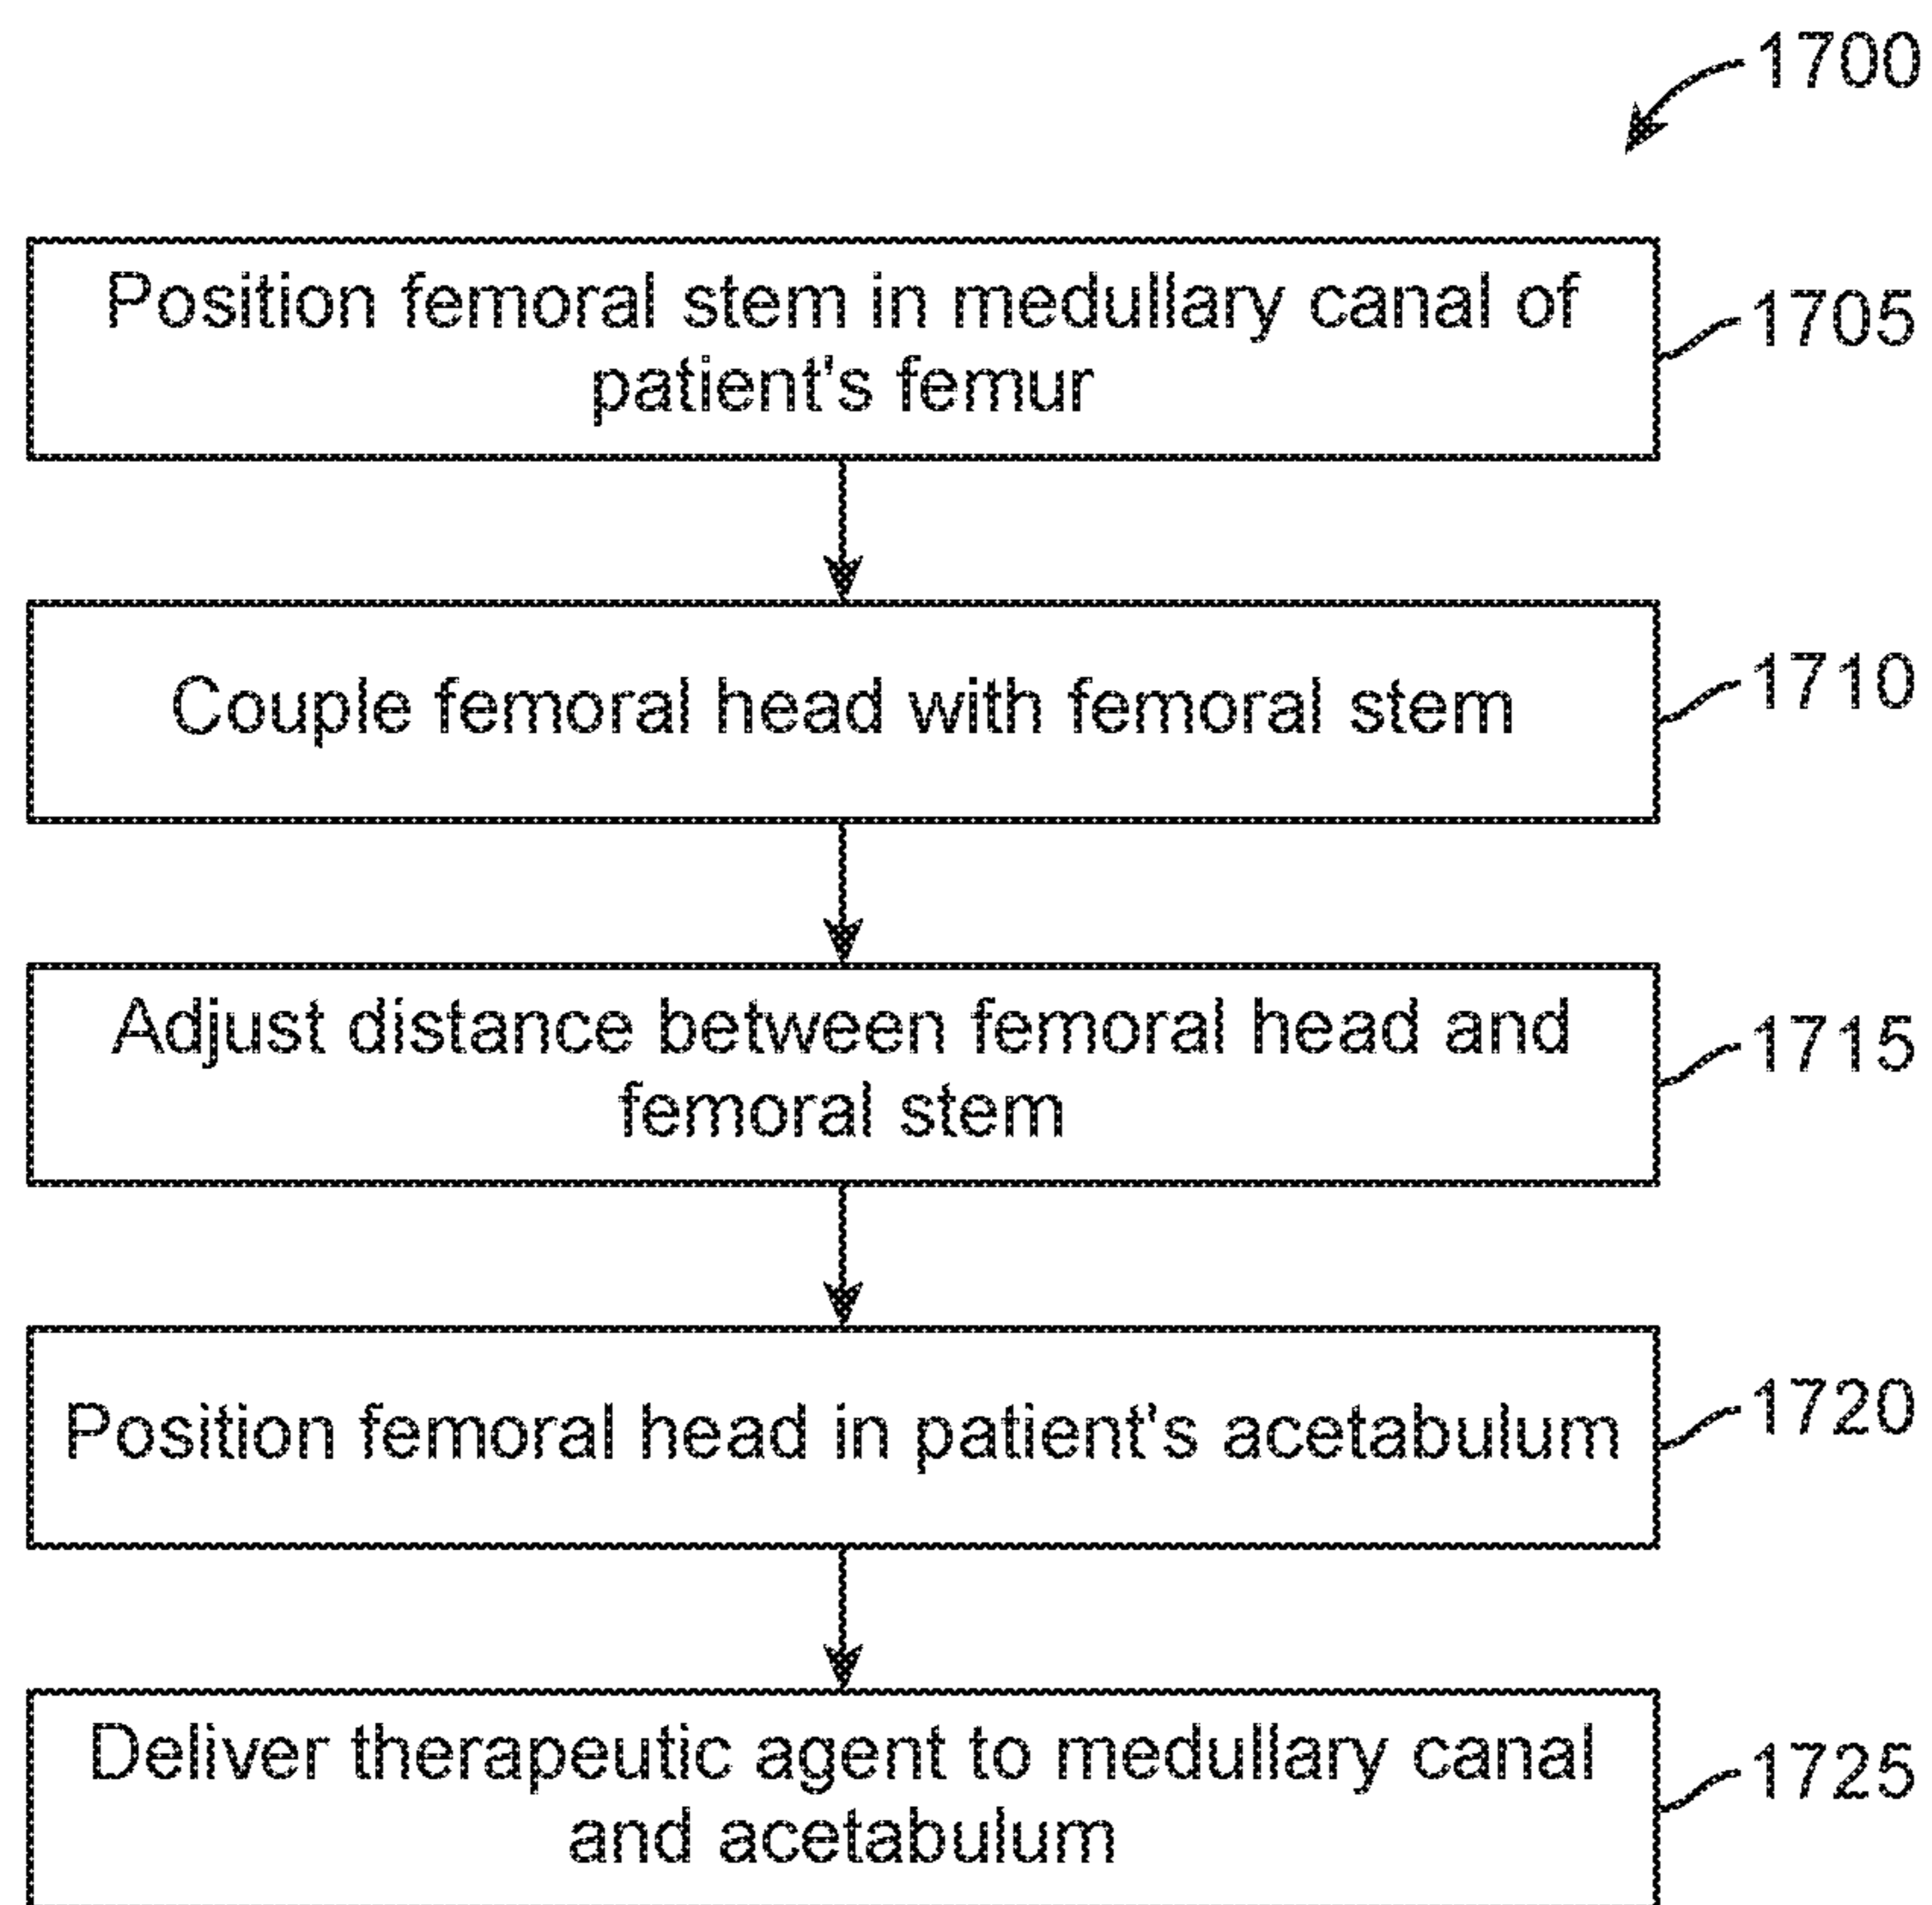 1700
Position femoral stem in medullary canal of
patient's femur
1705
Couple femoral head with femoral stem
1710
Adjust distance between femoral head and
femoral stem
1715
Position femoral head in patient's acetabulum
1720
Deliver therapeutic agent to medullary canal
and acetabulum
1725